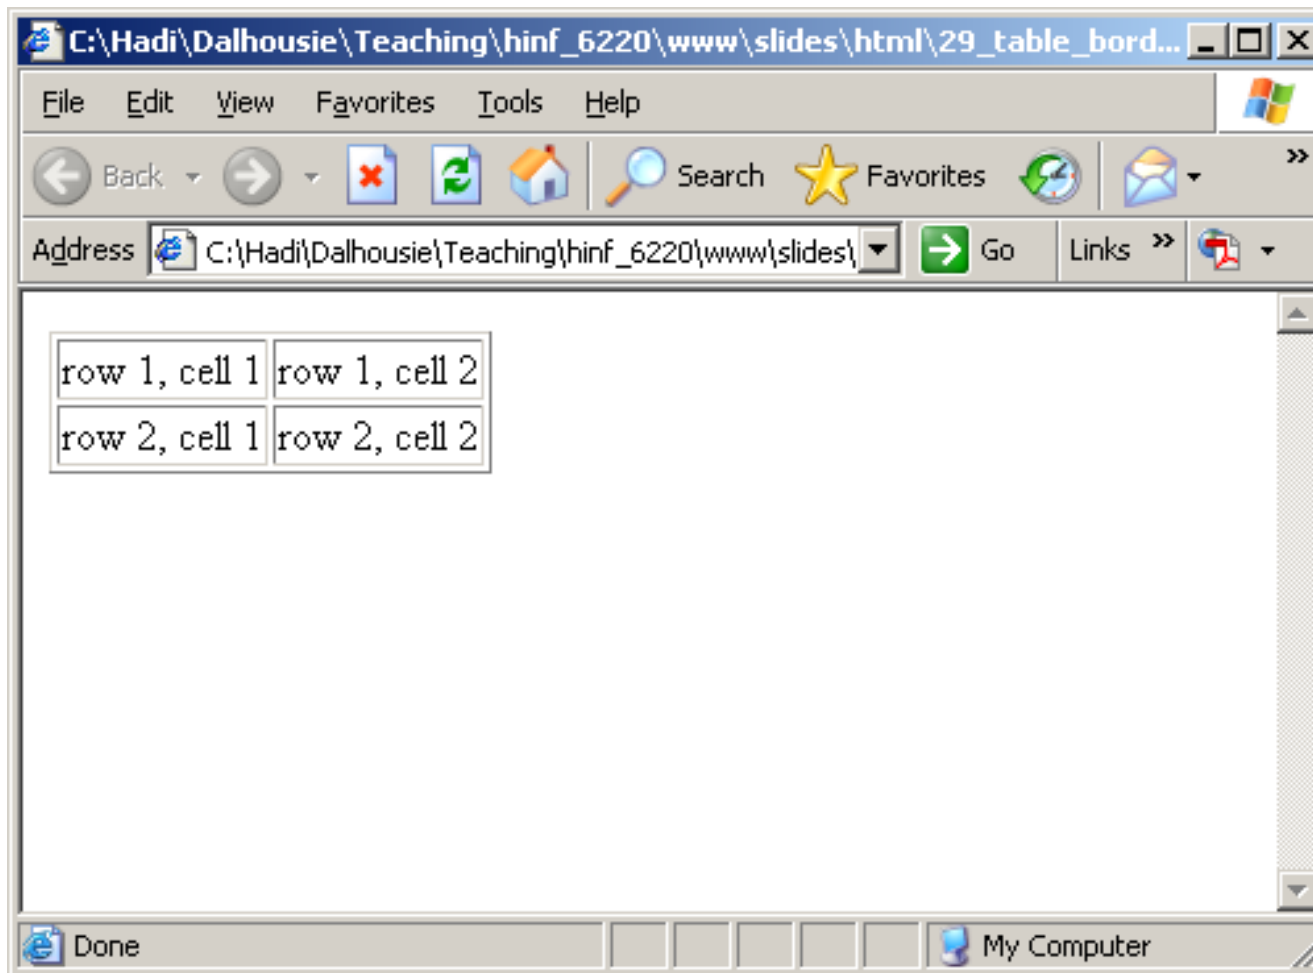 C:\Hadi\Dalhousie\Teaching\hinf_6220\www\slides\html\29_table_bord...
File Edit View Favorites Tools Help
Back Search Favorites »
Address C:\Hadi\Dalhousie\Teaching\hinf_6220\www\slides\ Go Links »
row 1, cell 1 row 1, cell 2
row 2, cell 1 row 2, cell 2
Done My Computer